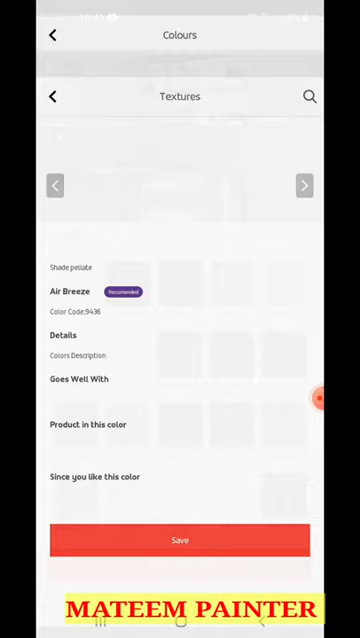 Colours
Textures
Shade pellate
Air Breeze Recomended
Color Code:9436
Details
Colors Description
Goes Well With
Product in this color
Since you like this color
Save
MATEEM PAINTER